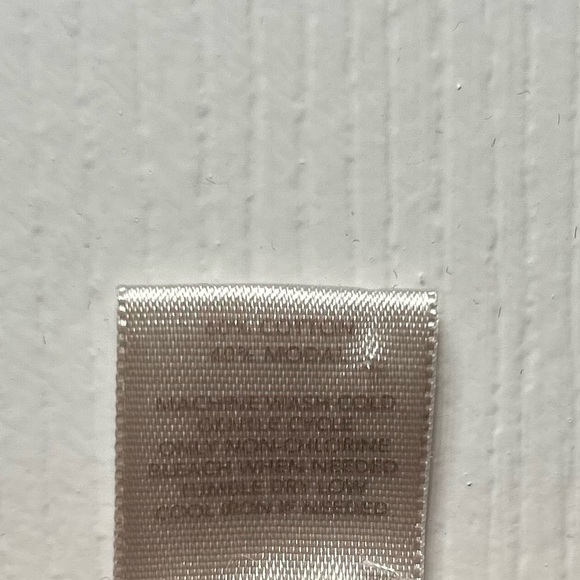 60% COTTON
40% MODAL
MACHINE WASH COLD
GENTLE CYCLE
ONLY NON-CHLORINE
BLEACH WHEN NEEDED
TUMBLE DRY LOW
COOL IRON IF NEEDED